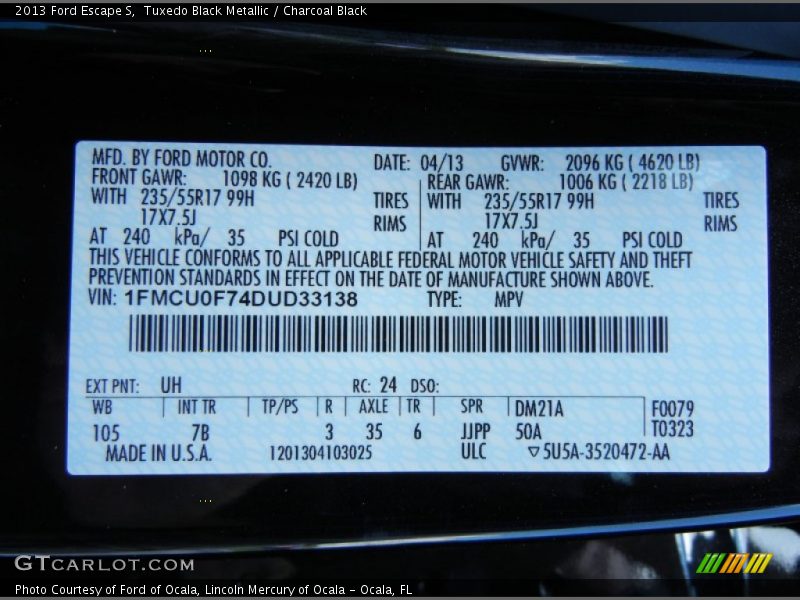 2013 Ford Escape S, Tuxedo Black Metallic / Charcoal Black
MFD. BY FORD MOTOR CO. DATE: 04/13 GVWR: 2096 KG ( 4620 LB)
FRONT GAWR: 1098 KG ( 2420 LB) REAR GAWR: 1006 KG ( 2218 LB)
WITH 235/55R17 99H TIRES WITH 235/55R17 99H TIRES
17X7.5J RIMS 17X7.5J RIMS
AT 240 kPa/ 35 PSI COLD AT 240 kPa/ 35 PSI COLD
THIS VEHICLE CONFORMS TO ALL APPLICABLE FEDERAL MOTOR VEHICLE SAFETY AND THEFT
PREVENTION STANDARDS IN EFFECT ON THE DATE OF MANUFACTURE SHOWN ABOVE.
VIN: 1FMCU0F74DUD33138 TYPE: MPV
EXT PNT: UH RC: 24 DSO:
WB INT TR TP/PS R AXLE TR SPR DM21A F0079
105 7B 3 35 6 JJPP 50A T0323
MADE IN U.S.A. 1201304103025 ULC ▽5U5A-3520472-AA
GTCARLOT.COM
Photo Courtesy of Ford of Ocala, Lincoln Mercury of Ocala - Ocala, FL